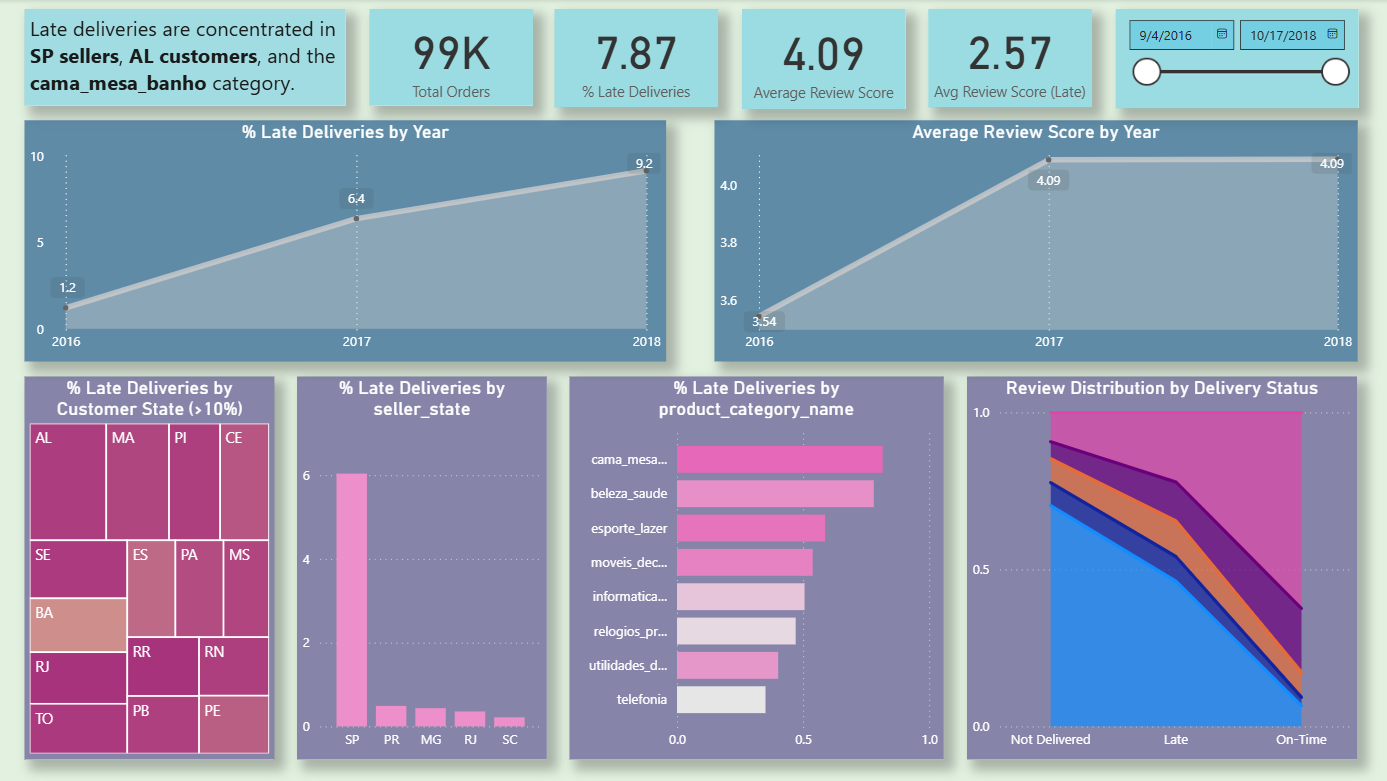 Late deliveries are concentrated in
SP sellers, AL customers, and the
cama_mesa_banho category.
99K
Total Orders
7.87
% Late Deliveries
4.09
Average Review Score
2.57
Avg Review Score (Late)
9/4/2016
10/17/2018
% Late Deliveries by Year
10
5
0
1.2
6.4
9.2
2016
2017
2018
Average Review Score by Year
4.0
3.8
3.6
3.54
4.09
4.09
2016
2017
2018
% Late Deliveries by
Customer State (>10%)
AL
MA
PI
CE
SE
ES
PA
MS
BA
RJ
RR
RN
TO
PB
PE
% Late Deliveries by
seller_state
6
4
2
0
SP
PR
MG
RJ
SC
% Late Deliveries by
product_category_name
cama_mesa...
beleza_saude
esporte_lazer
moveis_dec...
informatica...
relogios_pr...
utilidades_d...
telefonia
0.0
0.5
1.0
Review Distribution by Delivery Status
1.0
0.5
0.0
Not Delivered
Late
On-Time